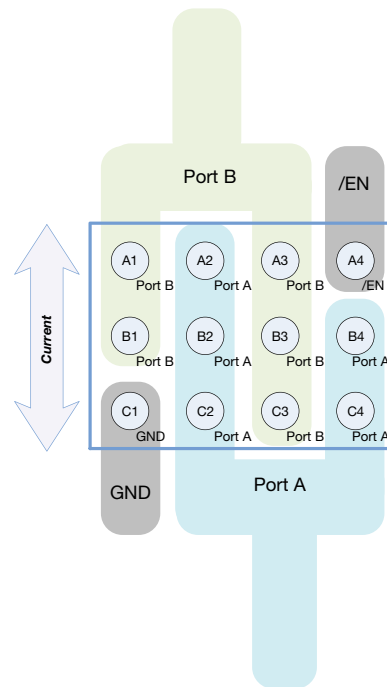 Port B
/EN
A1
A2
A3
A4
Port B
Port A
Port B
/EN
Current
B1
B2
B3
B4
Port B
Port A
Port B
Port A
C1
C2
C3
C4
GND
Port A
Port B
Port A
GND
Port A